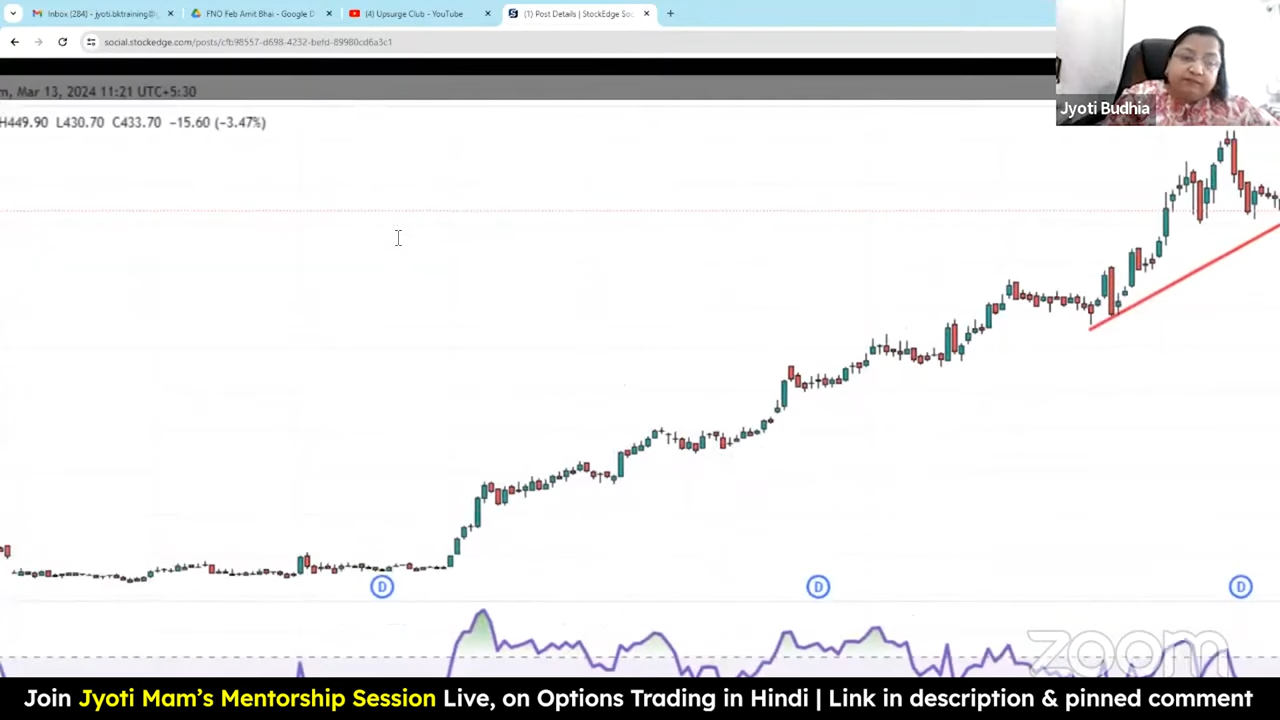 Inbox (284) - jyoti.bktraining@g
FNO Feb Amit Bhai - Google D
(4) Upsurge Club - YouTube
(1) Post Details | StockEdge Soc
social.stockedge.com/posts/cfb98557-d698-4232-befd-89980cd6a3c1
m, Mar 13, 2024 11:21 UTC+5:30
H449.90 L430.70 C433.70 −15.60 (−3.47%)
Jyoti Budhia
D D D
zoom
Join Jyoti Mam's Mentorship Session Live, on Options Trading in Hindi | Link in description & pinned comment